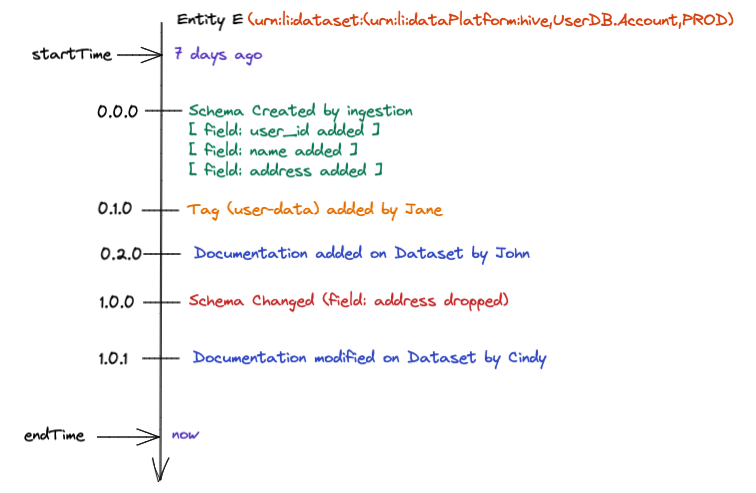 Entity E (urn:li:dataset:(urn:li:dataPlatform:hive,UserDB.Account,PROD)
startTime 7 days ago
0.0.0 Schema Created by ingestion
[ field: user_id added ]
[ field: name added ]
[ field: address added ]
0.1.0 Tag (user-data) added by Jane
0.2.0 Documentation added on Dataset by John
1.0.0 Schema Changed (field: address dropped)
1.0.1 Documentation modified on Dataset by Cindy
endTime now